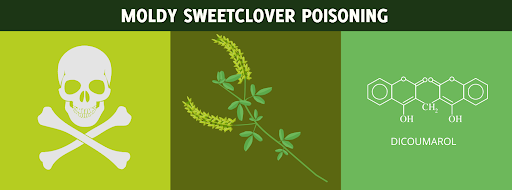 MOLDY SWEETCLOVER POISONING
O O O O
CH2
OH OH
DICOUMAROL